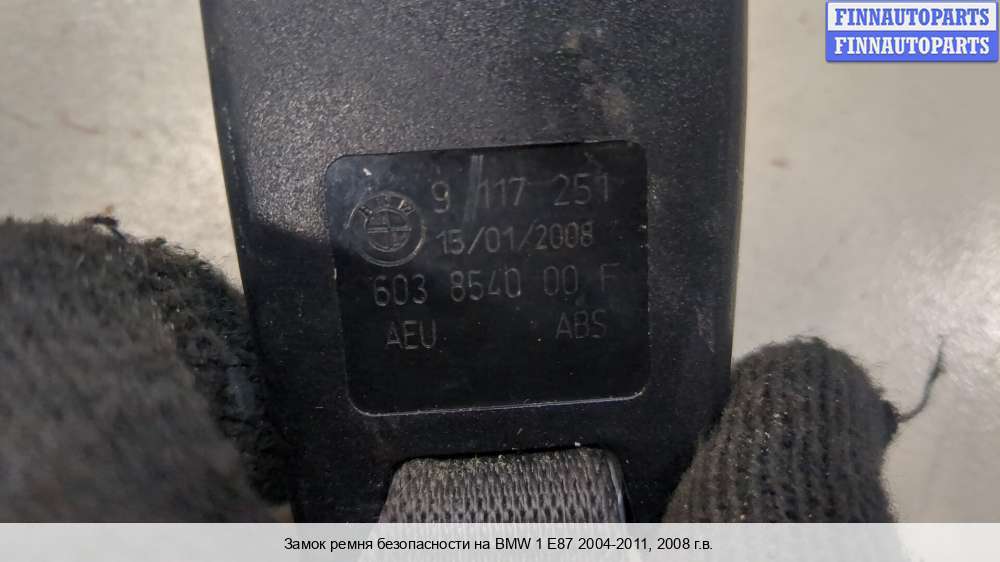 FINNAUTOPARTS
FINNAUTOPARTS
9 117 251
BMW
15/01/2008
603 8540 00 F
AEU ABS
Замок ремня безопасности на BMW 1 E87 2004-2011, 2008 г.в.